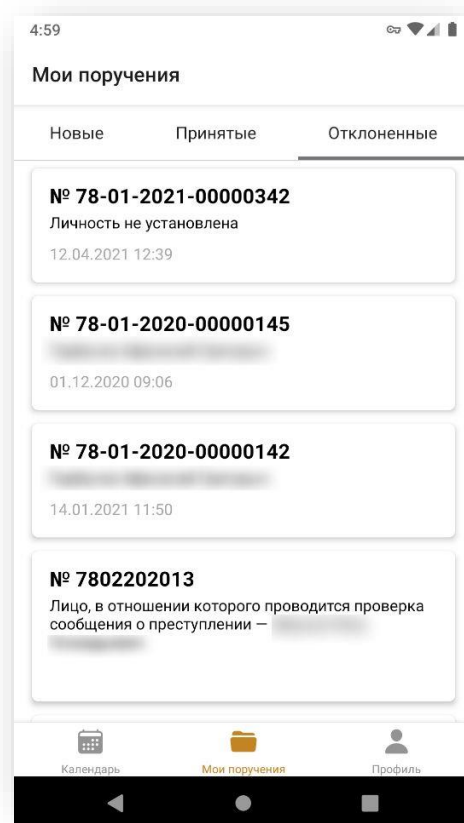 4:59
Мои поручения
Новые Принятые Отклоненные
№ 78-01-2021-00000342
Личность не установлена
12.04.2021 12:39
№ 78-01-2020-00000145
01.12.2020 09:06
№ 78-01-2020-00000142
14.01.2021 11:50
№ 7802202013
Лицо, в отношении которого проводится проверка
сообщения о преступлении —
Календарь Мои поручения Профиль